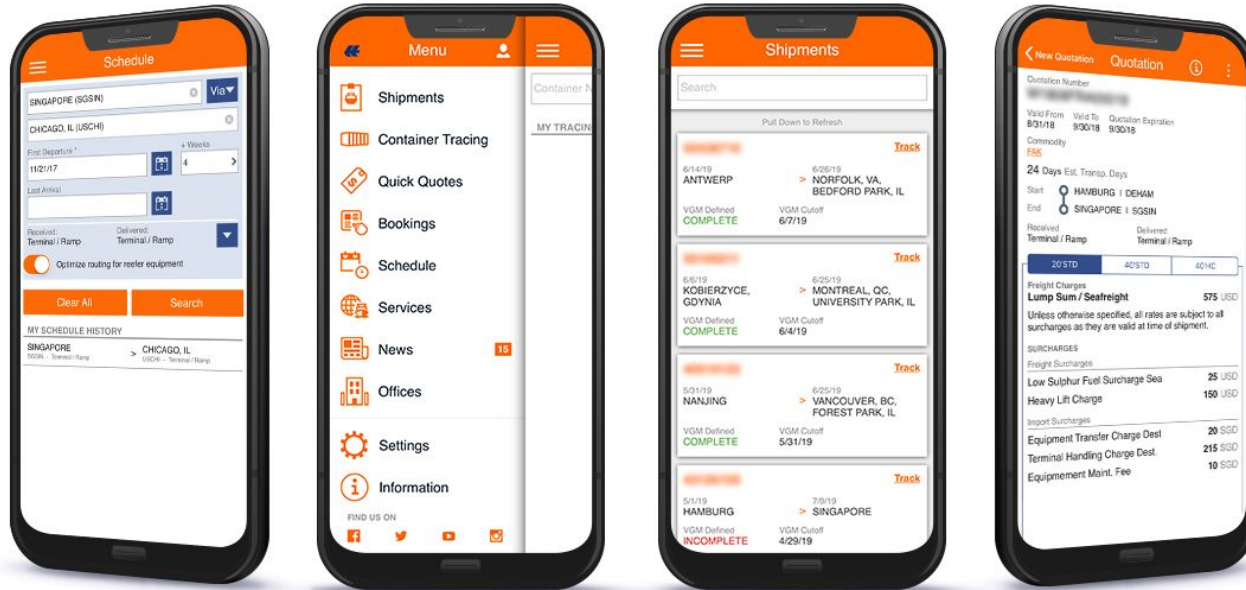 Schedule
SINGAPORE (SGSIN)
Via
CHICAGO, IL (USCHI)
First Departure *
+ Weeks
11/21/17
4
Last Arrival
Received:
Delivered:
Terminal / Ramp
Terminal / Ramp
Optimize routing for reefer equipment
Clear All
Search
MY SCHEDULE HISTORY
SINGAPORE
> CHICAGO, IL
SGSIN - Terminal / Ramp
USCHI - Terminal / Ramp
Menu
Shipments
Container Tracing
Quick Quotes
Bookings
Schedule
Services
News
15
Offices
Settings
Information
FIND US ON
Container N
MY TRACIN
Shipments
Search
Pull Down to Refresh
Track
6/14/19
6/26/19
ANTWERP
> NORFOLK, VA,
BEDFORD PARK, IL
VGM Defined
VGM Cutoff
COMPLETE
6/7/19
Track
6/6/19
6/25/19
KOBIERZYCE,
GDYNIA
> MONTREAL, QC,
UNIVERSITY PARK, IL
VGM Defined
VGM Cutoff
COMPLETE
6/4/19
Track
5/31/19
6/25/19
NANJING
> VANCOUVER, BC,
FOREST PARK, IL
VGM Defined
VGM Cutoff
COMPLETE
5/31/19
Track
5/1/19
7/9/19
HAMBURG
> SINGAPORE
VGM Defined
VGM Cutoff
INCOMPLETE
4/29/19
New Quotation
Quotation
Quotation Number
Valid From
Valid To
Quotation Expiration
8/31/18
9/30/18
9/30/18
Commodity
FAK
24 Days Est. Transp. Days
Start
HAMBURG | DEHAM
End
SINGAPORE | SGSIN
Received
Delivered
Terminal / Ramp
Terminal / Ramp
20'STD
40'STD
40'HC
Freight Charges
Lump Sum / Seafreight 575 USD
Unless otherwise specified, all rates are subject to all
surcharges as they are valid at time of shipment.
SURCHARGES
Freight Surcharges
Low Sulphur Fuel Surcharge Sea 25 USD
Heavy Lift Charge 150 USD
Import Surcharges
Equipment Transfer Charge Dest 20 SGD
Terminal Handling Charge Dest. 215 SGD
Equipmement Maint. Fee 10 SGD